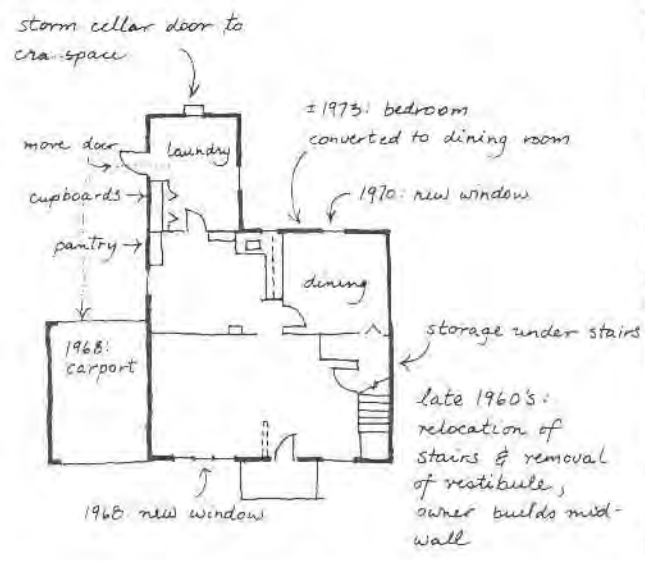 storm cellar door to
cra space
± 1973: bedroom
converted to dining room
move door
laundry
cupboards
1970: new window
pantry
dining
storage under stairs
1968:
carport
late 1960's:
relocation of
stairs & removal
of vestibule,
owner builds mid-
wall
1968 new window